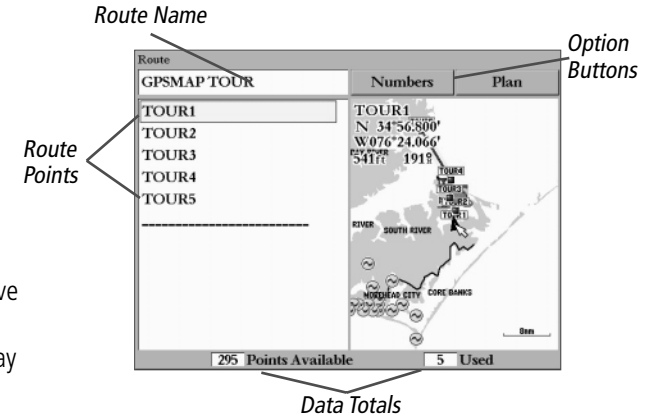 Route Name
Option
Buttons
Route
GPSMAP TOUR
Numbers
Plan
Route
Points
TOUR1
TOUR2
TOUR3
TOUR4
TOUR5
TOUR1
N 34°56.800'
W076°24.066'
541ft 191°
TOUR4
TOUR3
TOUR1
RIVER
SOUTH RIVER
MOREHEAD CITY
CORE BANKS
8nm
ve
ay
295 Points Available
5 Used
Data Totals